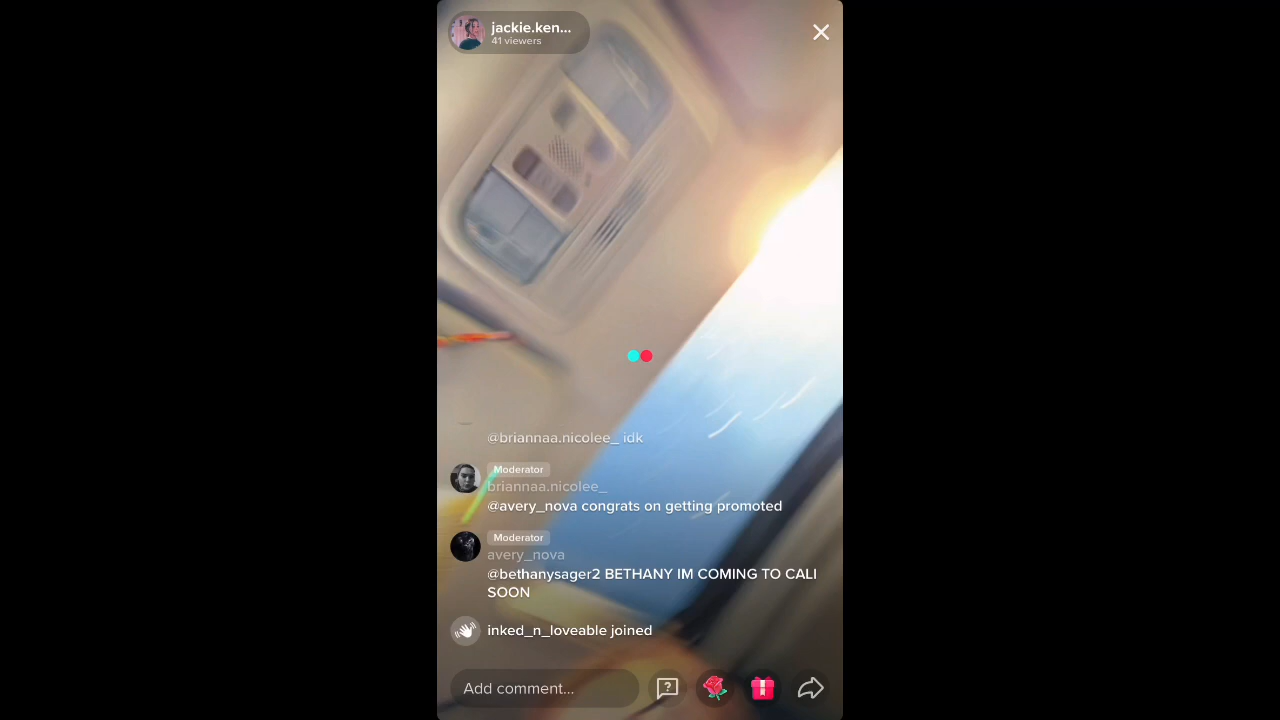 jackie.ken...
41 viewers
@briannaa.nicolee_ idk
Moderator
briannaa.nicolee_
@avery_nova congrats on getting promoted
Moderator
avery_nova
@bethanysager2 BETHANY IM COMING TO CALI
SOON
inked_n_loveable joined
Add comment...